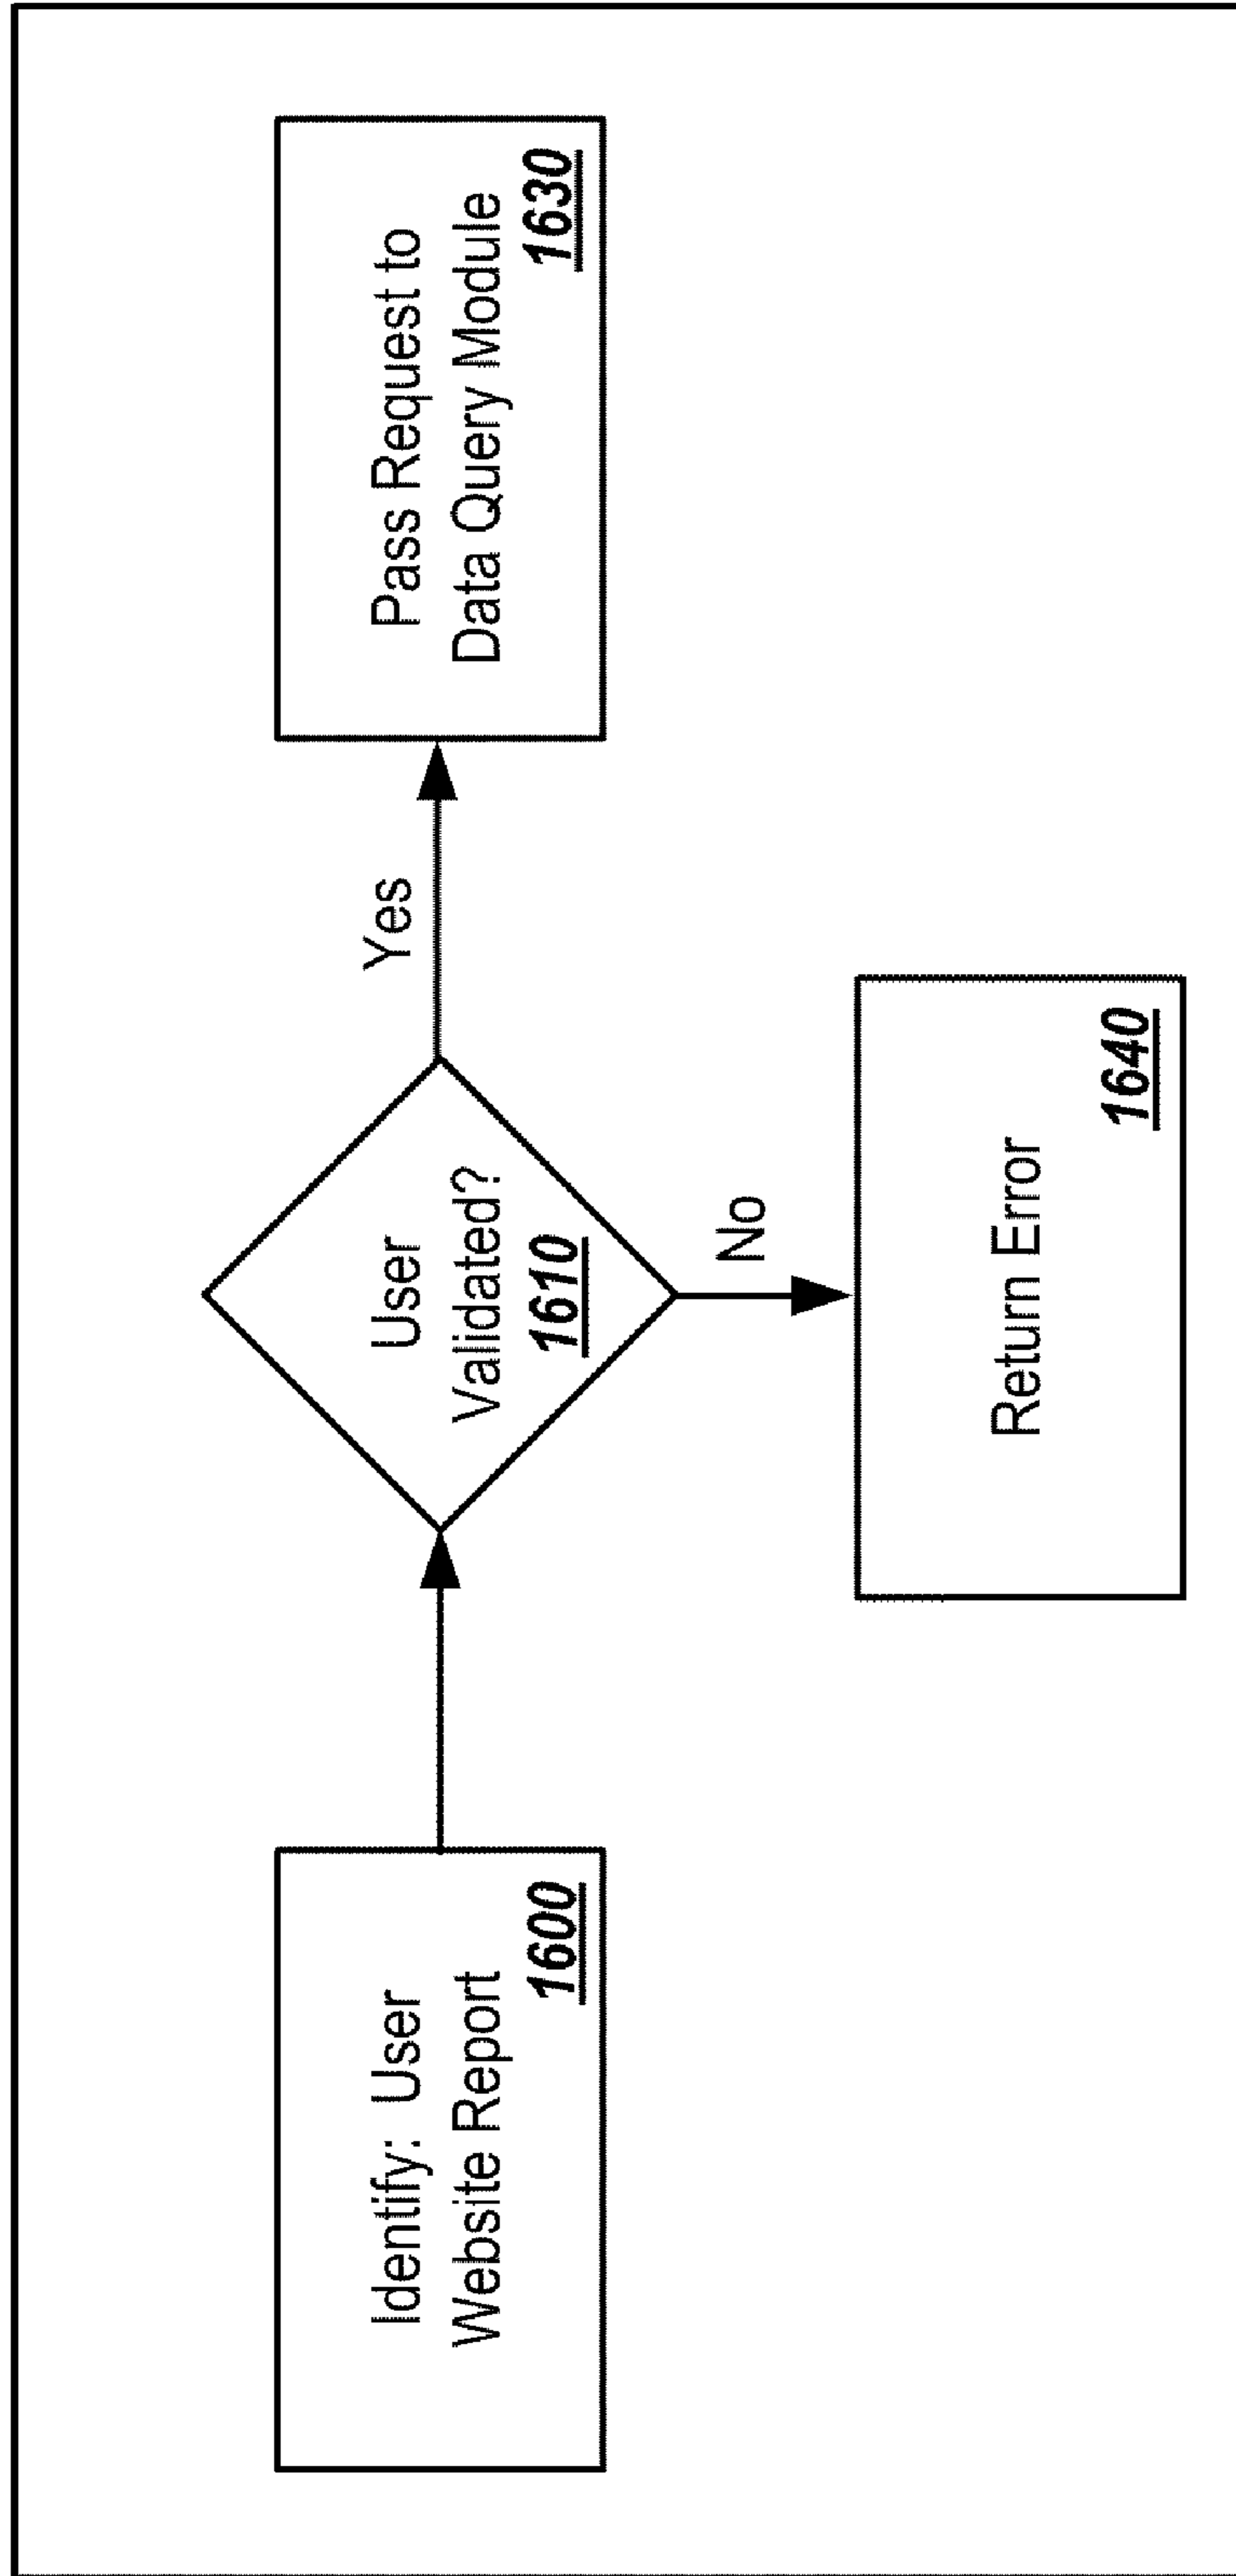 Identify: User
Website Report
1600
User
Validated?
1610
Yes
Pass Request to
Data Query Module
1630
No
Return Error
1640